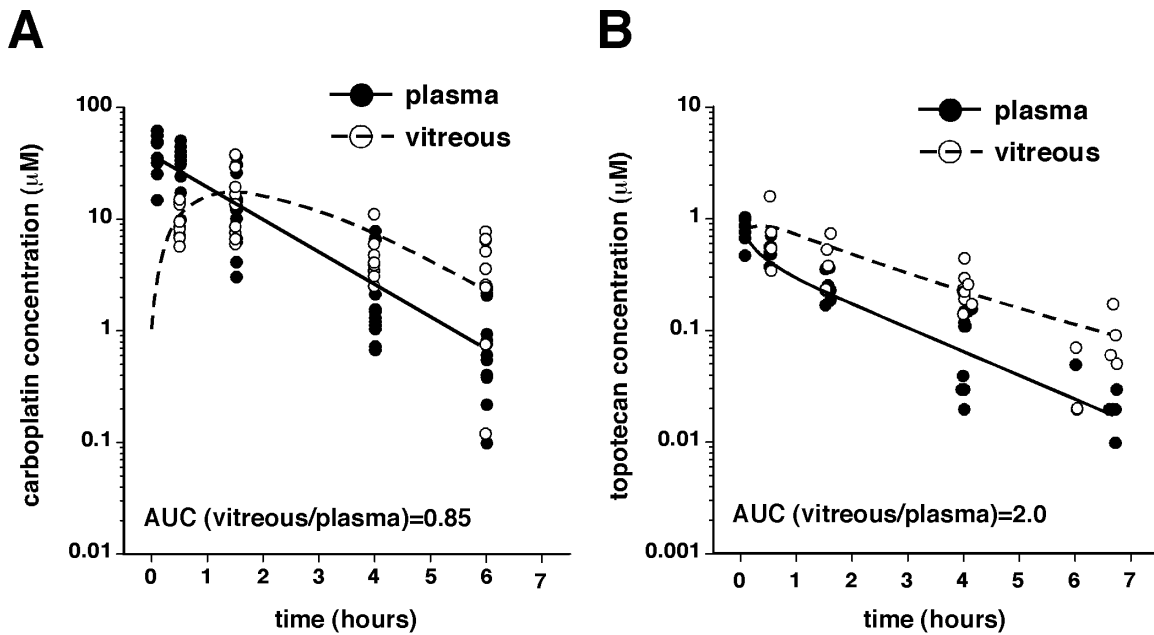 A
plasma
vitreous
carboplatin concentration (μM)
100
10
1
0.1
0.01
AUC (vitreous/plasma)=0.85
0 1 2 3 4 5 6 7
time (hours)
B
plasma
vitreous
topotecan concentration (μM)
10
1
0.1
0.01
0.001
AUC (vitreous/plasma)=2.0
0 1 2 3 4 5 6 7
time (hours)